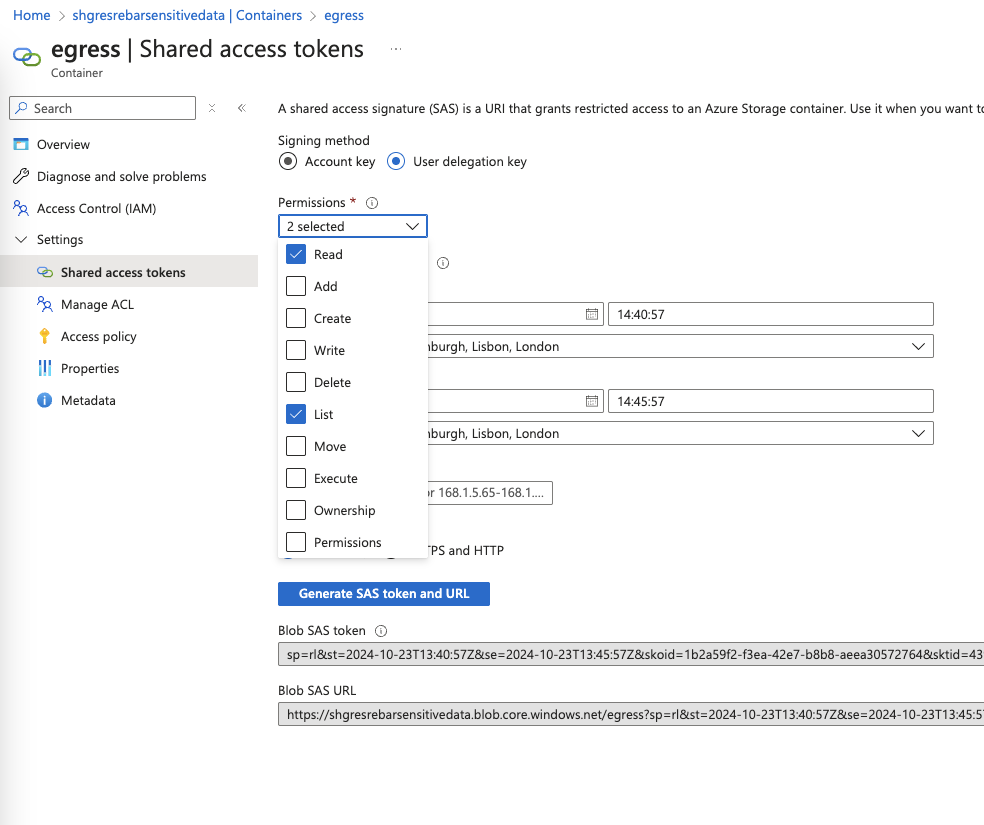 Home > shgresrebarsensitivedata | Containers > egress
egress | Shared access tokens ...
Container
Search
A shared access signature (SAS) is a URI that grants restricted access to an Azure Storage container. Use it when you want to
Overview
Diagnose and solve problems
Access Control (IAM)
Settings
Shared access tokens
Manage ACL
Access policy
Properties
Metadata
Signing method
Account key User delegation key
Permissions *
2 selected
Read
Add
Create
Write
Delete
List
Move
Execute
Ownership
Permissions
14:40:57
nburgh, Lisbon, London
14:45:57
nburgh, Lisbon, London
or 168.1.5.65-168.1....
TPS and HTTP
Generate SAS token and URL
Blob SAS token
sp=rl&st=2024-10-23T13:40:57Z&se=2024-10-23T13:45:57Z&skoid=1b2a59f2-f3ea-42e7-b8b8-aeea30572764&sktid=43
Blob SAS URL
https://shgresrebarsensitivedata.blob.core.windows.net/egress?sp=rl&st=2024-10-23T13:40:57Z&se=2024-10-23T13:45:57